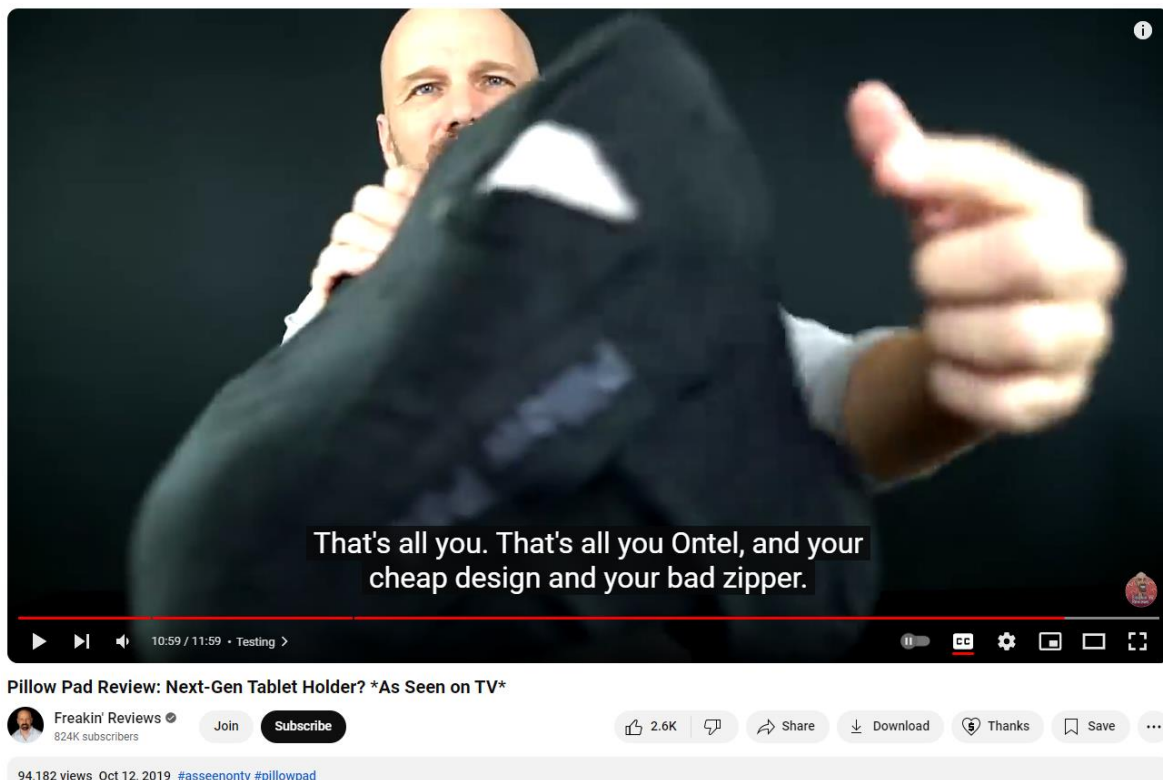 That's all you. That's all you Ontel, and your
cheap design and your bad zipper.
10:59 / 11:59 • Testing
CC
Pillow Pad Review: Next-Gen Tablet Holder? *As Seen on TV*
Freakin' Reviews
824K subscribers
Join
Subscribe
2.6K
Share
Download
Thanks
Save
94,182 views Oct 12, 2019 #asseenontv #pillowpad